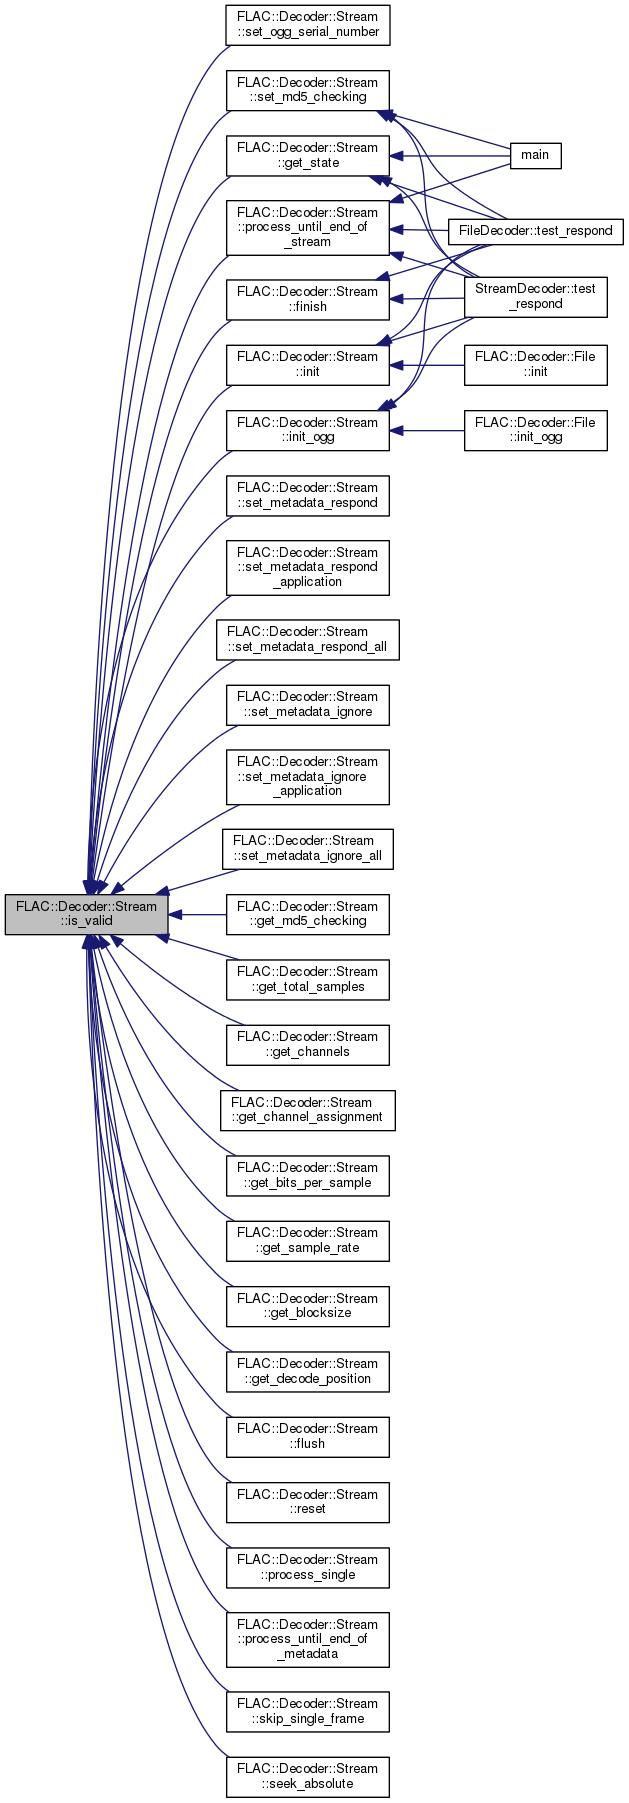 FLAC::Decoder::Stream
::set_ogg_serial_number
FLAC::Decoder::Stream
::set_md5_checking
FLAC::Decoder::Stream
::get_state
main
FLAC::Decoder::Stream
::process_until_end_of
_stream
FileDecoder::test_respond
FLAC::Decoder::Stream
::finish
StreamDecoder::test
_respond
FLAC::Decoder::Stream
::init
FLAC::Decoder::File
::init
FLAC::Decoder::Stream
::init_ogg
FLAC::Decoder::File
::init_ogg
FLAC::Decoder::Stream
::set_metadata_respond
FLAC::Decoder::Stream
::set_metadata_respond
_application
FLAC::Decoder::Stream
::set_metadata_respond_all
FLAC::Decoder::Stream
::set_metadata_ignore
FLAC::Decoder::Stream
::set_metadata_ignore
_application
FLAC::Decoder::Stream
::set_metadata_ignore_all
FLAC::Decoder::Stream
::is_valid
FLAC::Decoder::Stream
::get_md5_checking
FLAC::Decoder::Stream
::get_total_samples
FLAC::Decoder::Stream
::get_channels
FLAC::Decoder::Stream
::get_channel_assignment
FLAC::Decoder::Stream
::get_bits_per_sample
FLAC::Decoder::Stream
::get_sample_rate
FLAC::Decoder::Stream
::get_blocksize
FLAC::Decoder::Stream
::get_decode_position
FLAC::Decoder::Stream
::flush
FLAC::Decoder::Stream
::reset
FLAC::Decoder::Stream
::process_single
FLAC::Decoder::Stream
::process_until_end_of
_metadata
FLAC::Decoder::Stream
::skip_single_frame
FLAC::Decoder::Stream
::seek_absolute